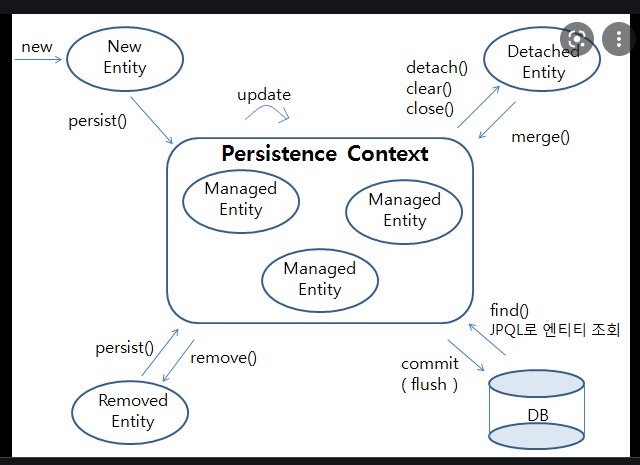 new
New
Entity
persist()
update
detach()
clear()
close()
Detached
Entity
merge()
Persistence Context
Managed
Entity
Managed
Entity
Managed
Entity
persist()
remove()
Removed
Entity
find()
JPQL로 엔티티 조회
commit
( flush )
DB